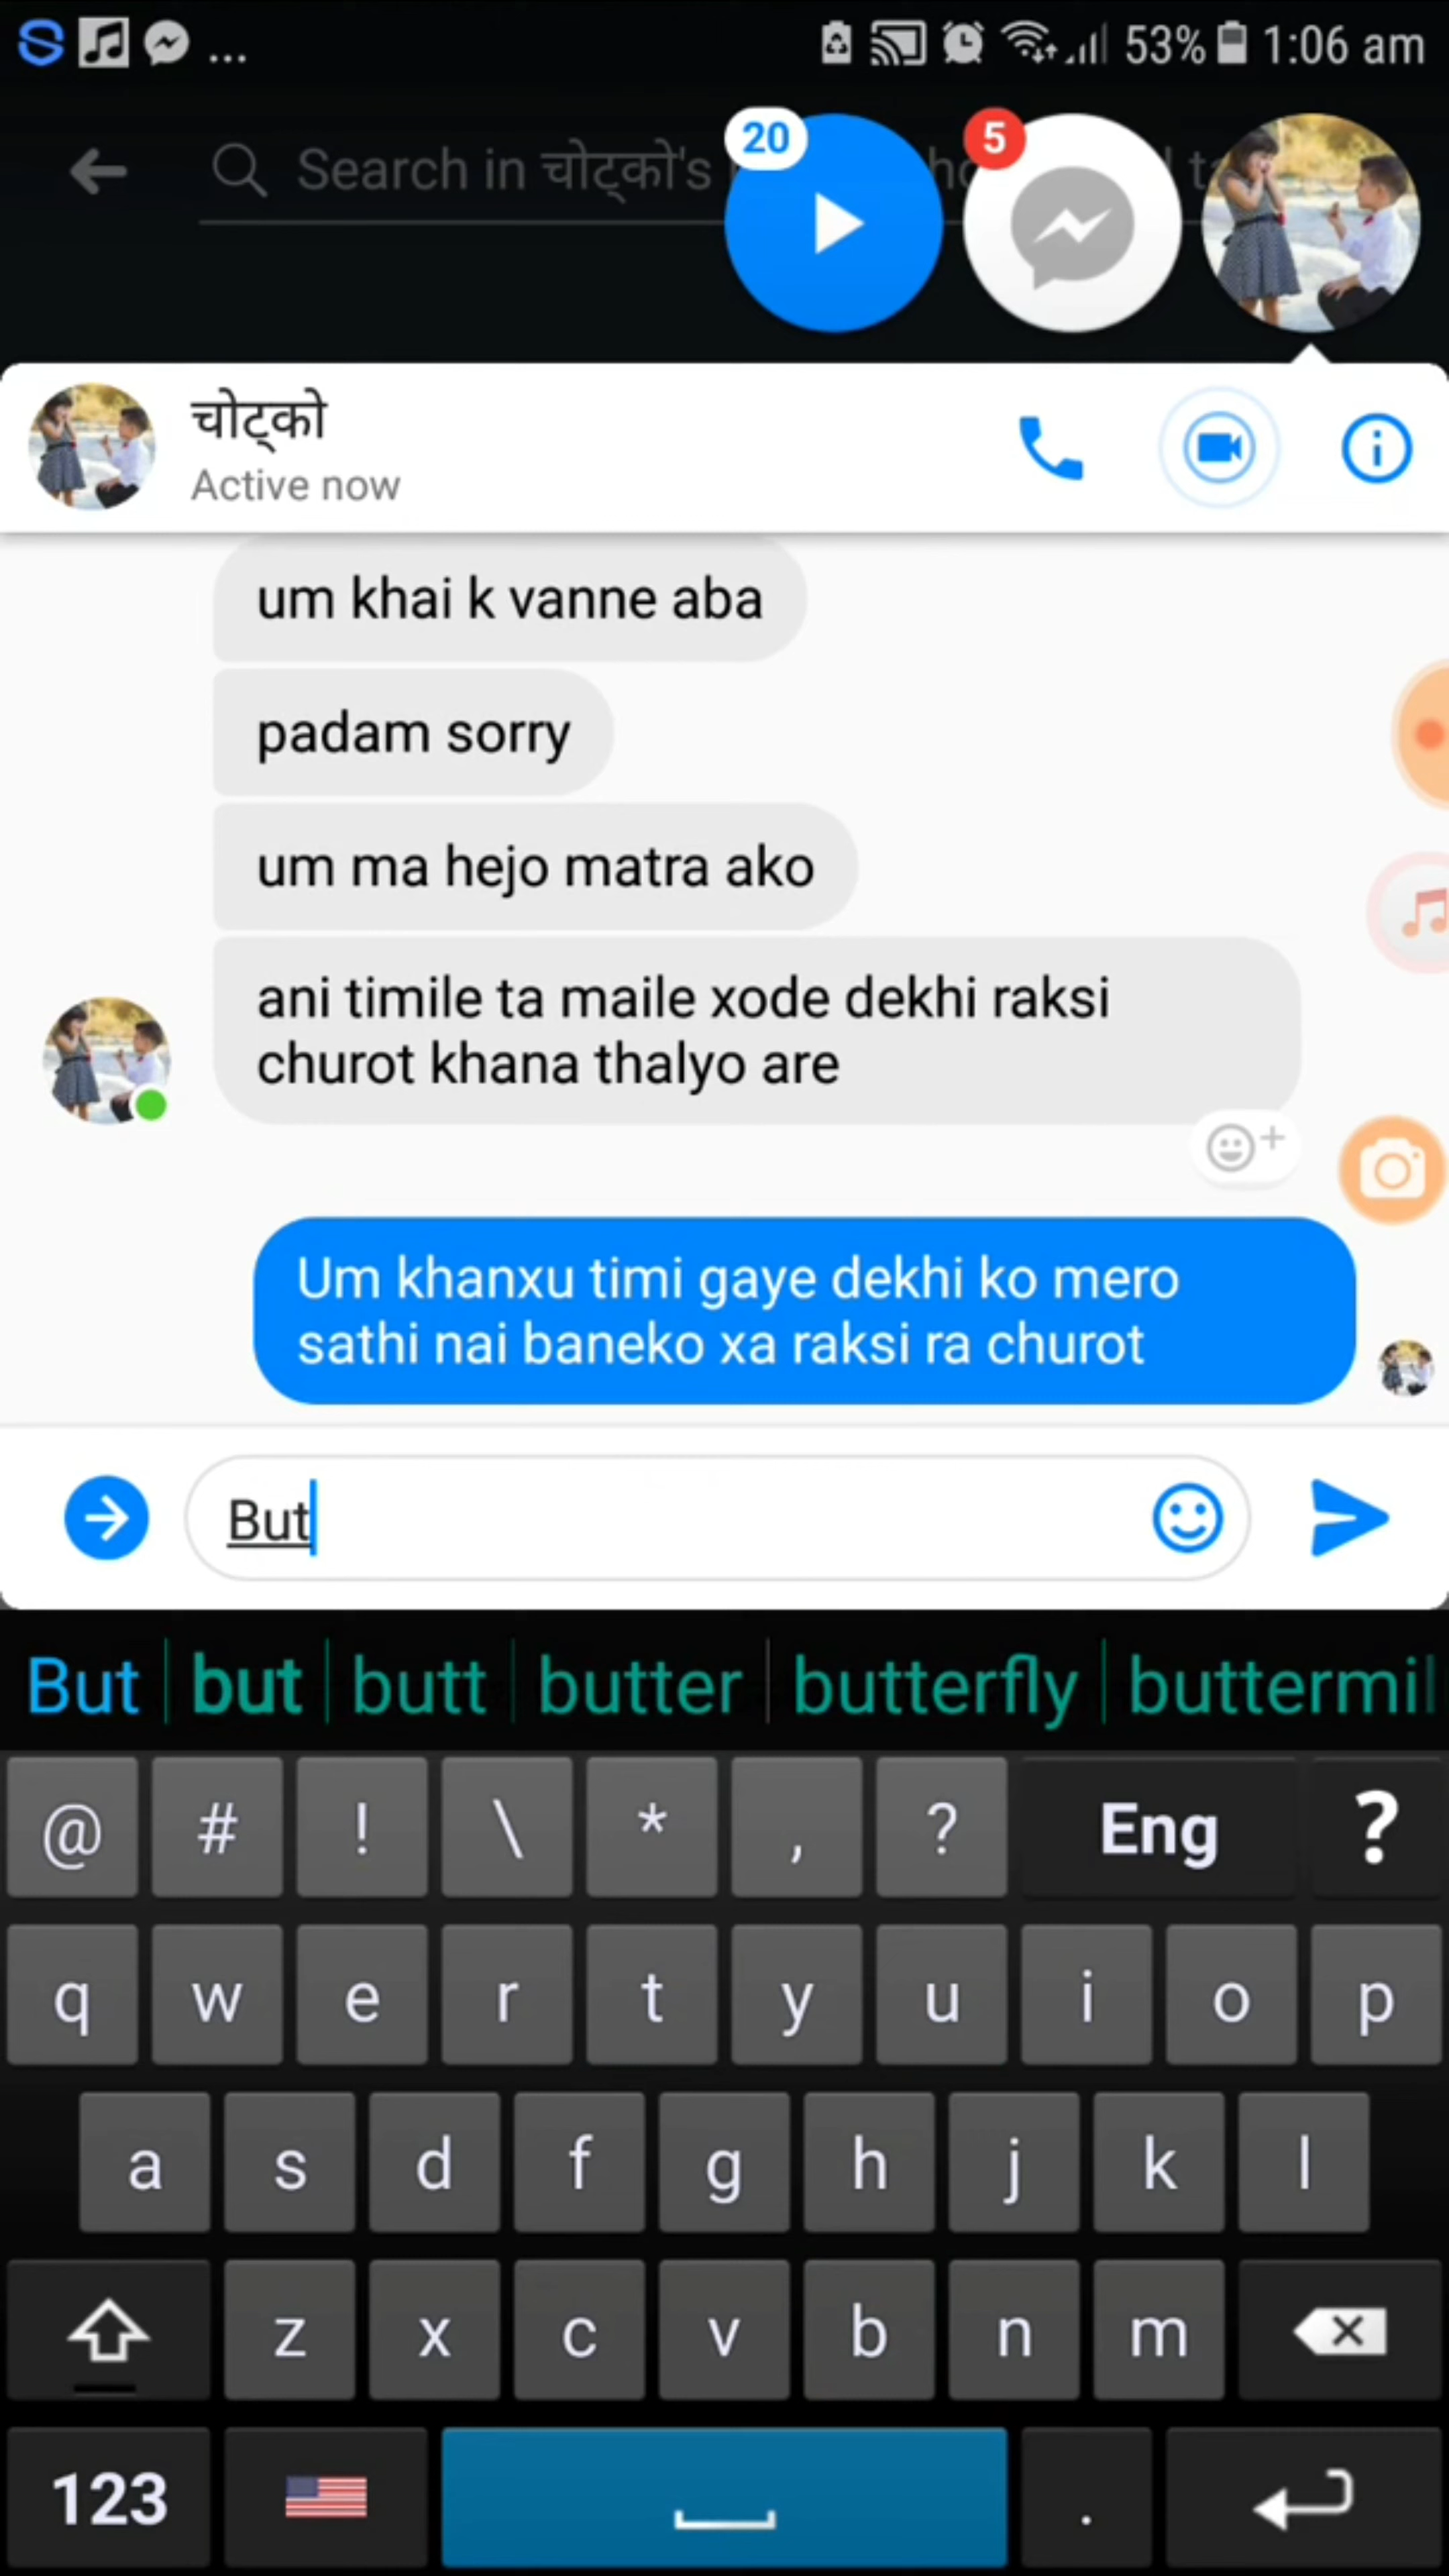 ... 53% 1:06 am
20
5
Search in चोट्को's
चोट्को
Active now
um khai k vanne aba
padam sorry
um ma hejo matra ako
ani timile ta maile xode dekhi raksi
churot khana thalyo are
Um khanxu timi gaye dekhi ko mero
sathi nai baneko xa raksi ra churot
But
But but butt butter butterfly buttermil
@ # ! \ * , ? Eng ?
q w e r t y u i o p
a s d f g h j k l
z x c v b n m
123 .